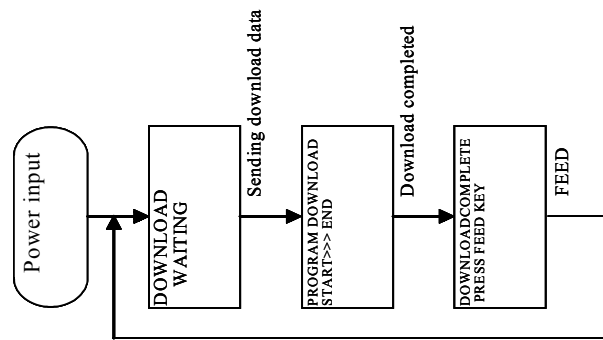 Power input
DOWNLOAD
WAITING
Sending download data
PROGRAM DOWNLOAD
START>>> END
Download completed
DOWNLOADCOMPLETE
PRESS FEED KEY
FEED